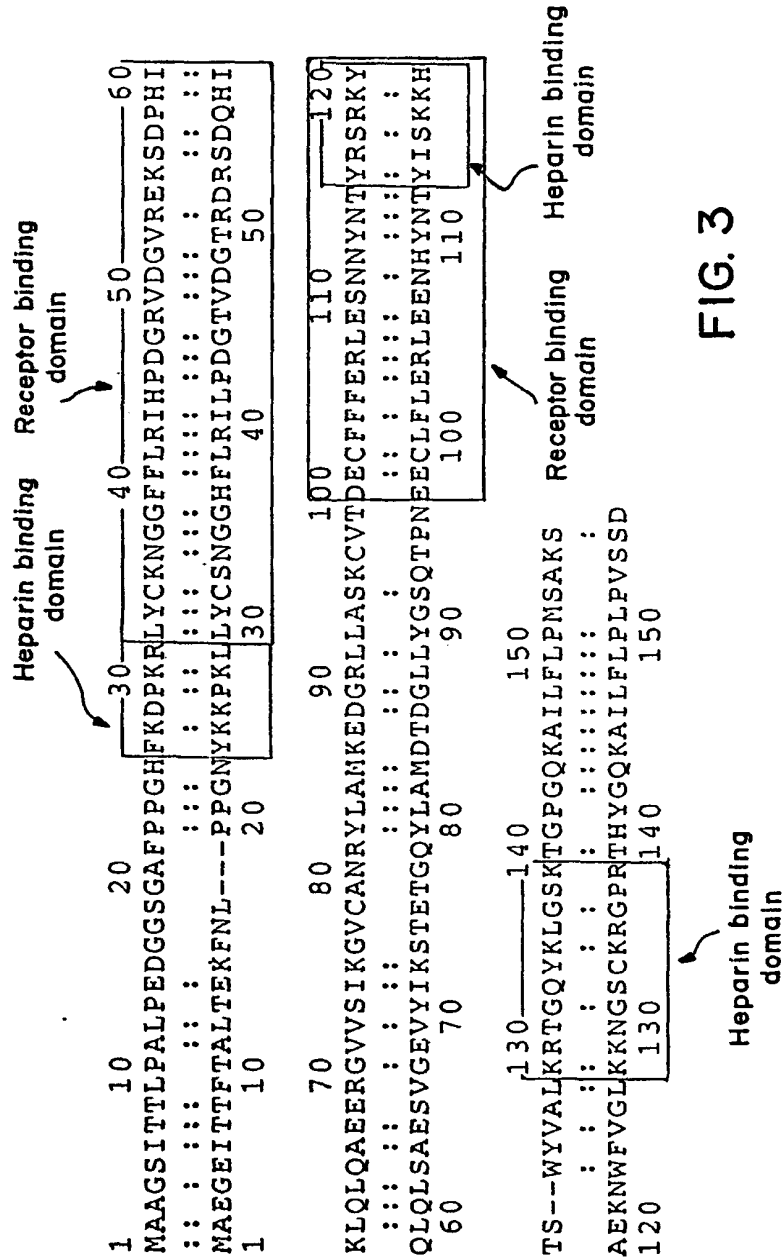 Heparin binding domain
Receptor binding domain
1 10 20 30 40 50 60
MAAGSITTLPALPEDGGSGAFPPGHFKDPKRLYCKNGGFFLRIHPDGRVDGVREKSDPHI
:: : ::: :: : ::: : :: ::: ::: :::: ::: ::: : :: ::
MAEGEITTFTALTEKFNL---PPGNYKKPKLLYCSNGGHFLRILPDGTVDGTRDRSDQHI
1 10 20 30 40 50
70 80 90 100 110 120
KLQLQAEERGVVSIKGVCANRYLAMKEDGRLLASKCVTDECFFFERLESNNYNTYRSRKY
::: :: : : :: :::: :: : : :: : :::: : :::: : :
QLQLSAESVGEVYIKSTETGQYLAMDTDGLLYGSQTPNEECLFLERLEENHYNTYISKKH
60 70 80 90 100 110
Receptor binding domain
Heparin binding domain
130 140 150
TS--WYVALKRTGQYKLGSKTGPGQKAILFLPMSAKS
: : :: : : : : ::::::::: :
AEKNWFVGLKKNGSCKRGPRTHYGQKAILFLPLPVSSD
120 130 140 150
Heparin binding domain
FIG. 3